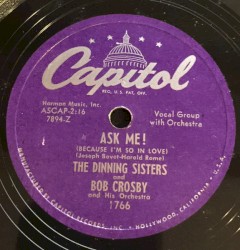 Capitol
REG. U.S. PAT. OFF.
Harman Music, Inc.
ASCAP-2:16
7894-Z
Vocal Group
with Orchestra
ASK ME!
(BECAUSE I'M SO IN LOVE)
(Joseph Bovet-Harold Rome)
THE DINNING SISTERS
and
BOB CROSBY
and His Orchestra
1766
MANUFACTURED BY CAPITOL RECORDS, INC. HOLLYWOOD, CALIFORNIA, U.S.A.